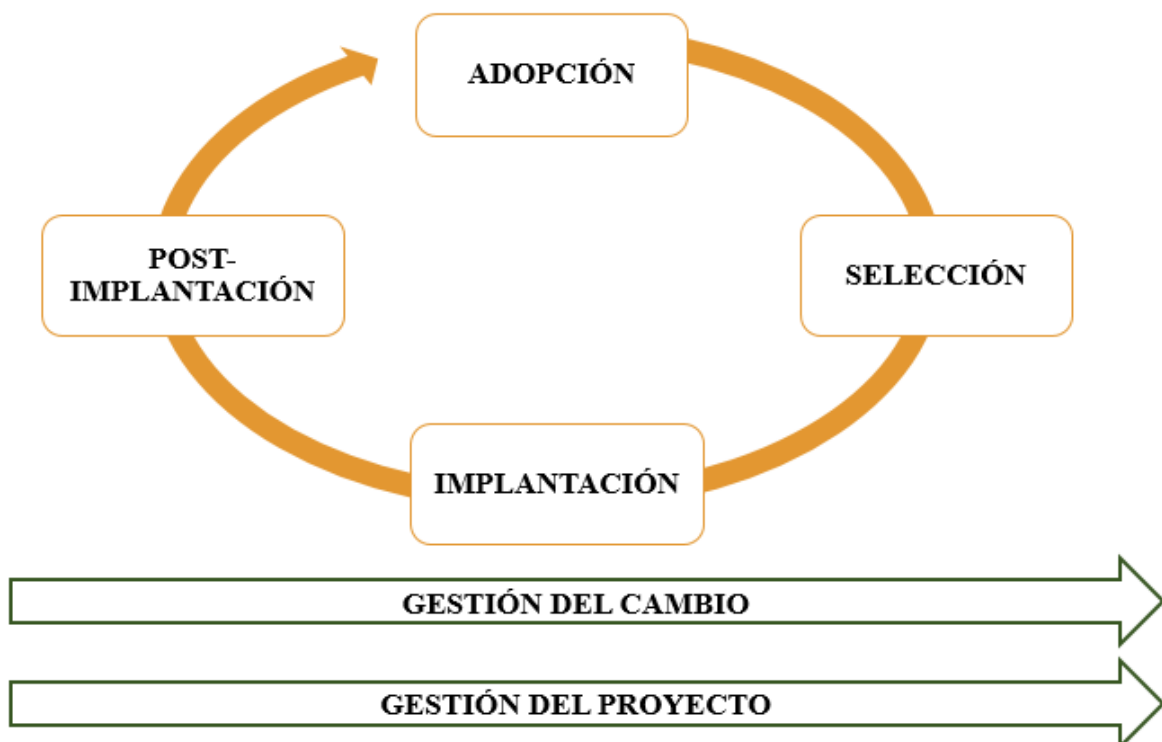 ADOPCIÓN
POST-
IMPLANTACIÓN
SELECCIÓN
IMPLANTACIÓN
GESTIÓN DEL CAMBIO
GESTIÓN DEL PROYECTO